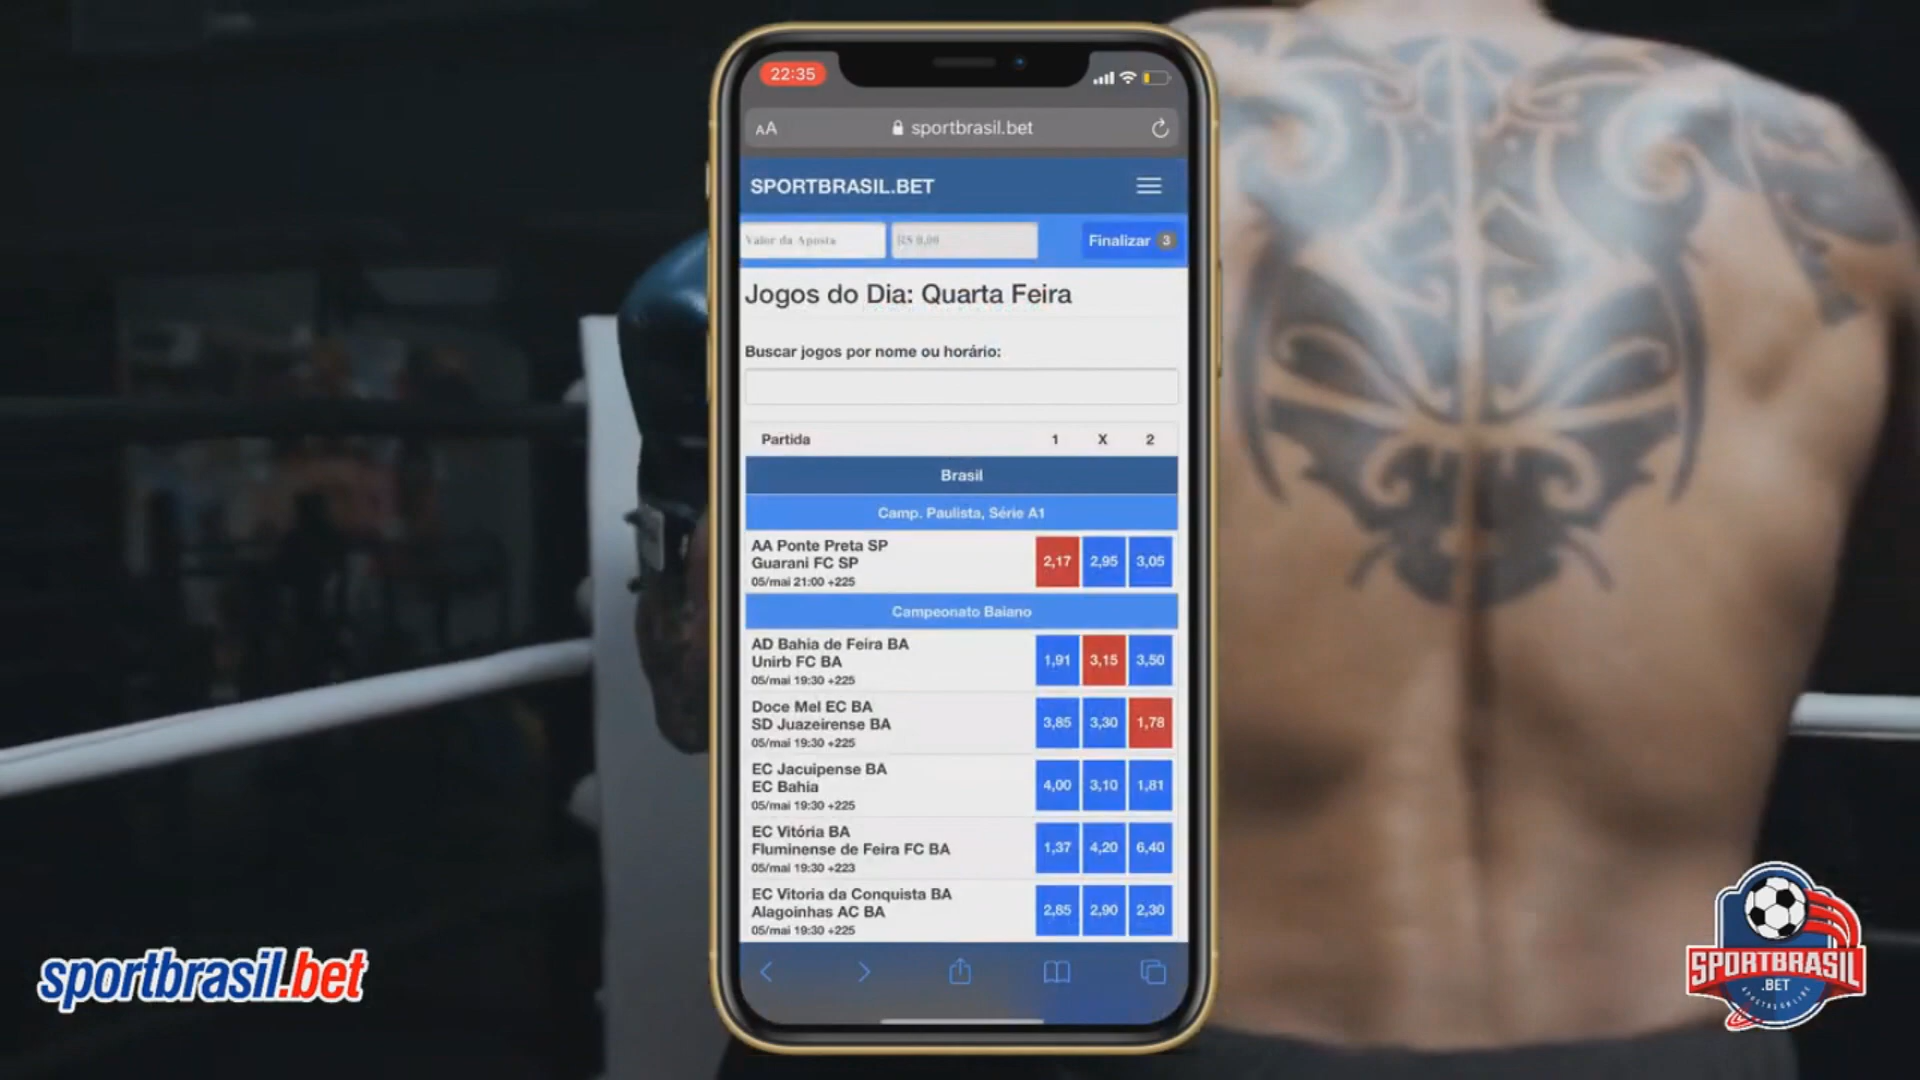 22:35
AA
sportbrasil.bet
SPORTBRASIL.BET
Valor da Aposta
R$ 0,00
Finalizar 3
Jogos do Dia: Quarta Feira
Buscar jogos por nome ou horário:
Partida 1 X 2
Brasil
Camp. Paulista, Série A1
AA Ponte Preta SP
Guarani FC SP
05/mai 21:00 +225
2,17 2,95 3,05
Campeonato Baiano
AD Bahia de Feira BA
Unirb FC BA
05/mai 19:30 +225
1,91 3,15 3,50
Doce Mel EC BA
SD Juazeirense BA
05/mai 19:30 +225
3,85 3,30 1,78
EC Jacuipense BA
EC Bahia
05/mai 19:30 +225
4,00 3,10 1,81
EC Vitória BA
Fluminense de Feira FC BA
05/mai 19:30 +223
1,37 4,20 6,40
EC Vitoria da Conquista BA
Alagoinhas AC BA
05/mai 19:30 +225
2,85 2,90 2,30
sportbrasil.bet
SPORTBRASIL
.BET